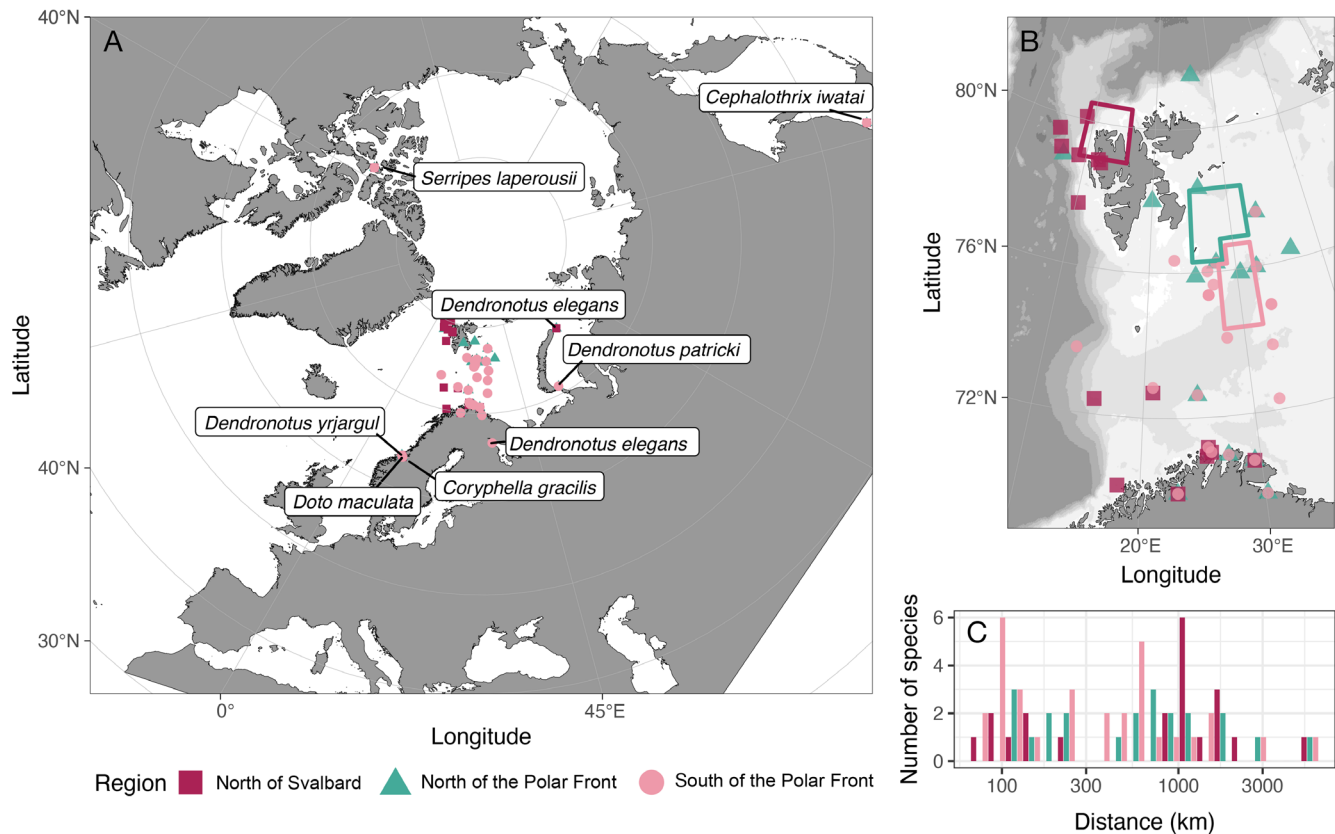 40°N
A
Cephalothrix iwatai
Serripes laperousii
Dendronotus elegans
Dendronotus patricki
Dendronotus yrjargul
Dendronotus elegans
Doto maculata
Coryphella gracilis
Latitude
40°N
30°N
0°
45°E
Longitude
B
80°N
76°N
72°N
Latitude
20°E
30°E
Longitude
C
Number of species
6
4
2
0
100
300
1000
3000
Distance (km)
Region
North of Svalbard
North of the Polar Front
South of the Polar Front